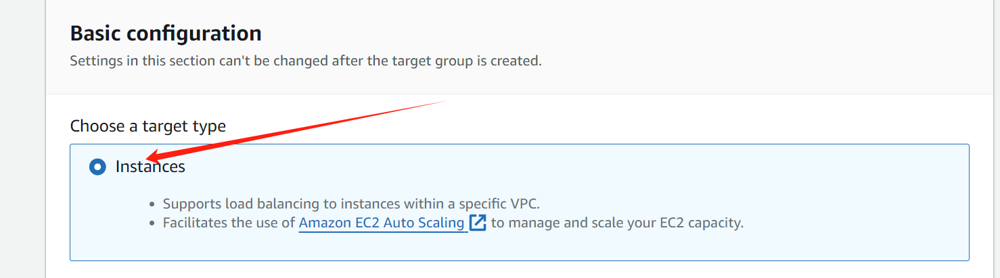 Basic configuration
Settings in this section can't be changed after the target group is created.
Choose a target type
Instances
Supports load balancing to instances within a specific VPC.
Facilitates the use of Amazon EC2 Auto Scaling to manage and scale your EC2 capacity.